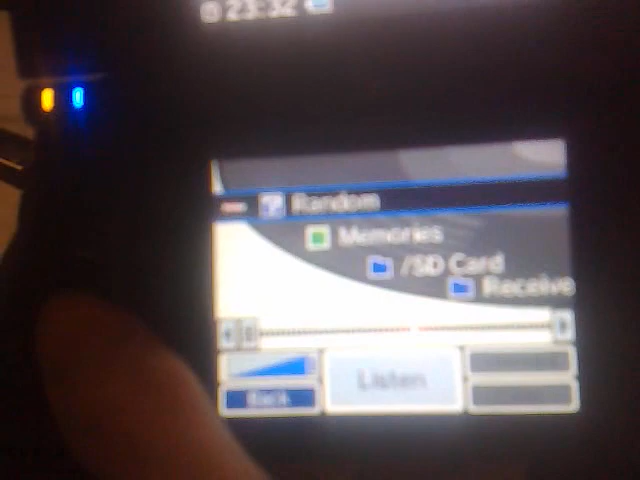 23:32
Random
Memories
/SD Card
Receive
Listen
Back